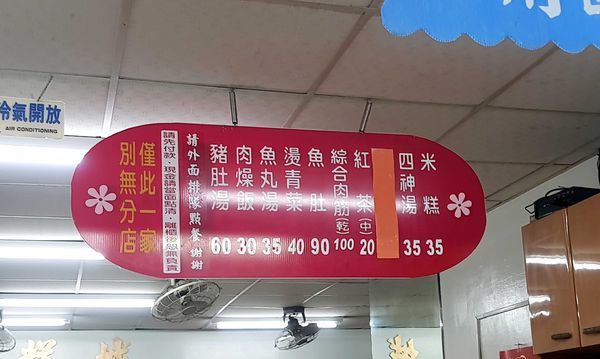 冷氣開放
AIR CONDITIONING
米糕 35
四神湯 35
紅茶(中) 20
綜合肉筋(乾) 100
魚肚 90
燙青菜 40
魚丸湯 35
肉燥飯 30
豬肚湯 60
請外面排隊點餐謝謝
請先付款，現金請當面點清，離櫃後恕無負責
僅此一家
別無分店